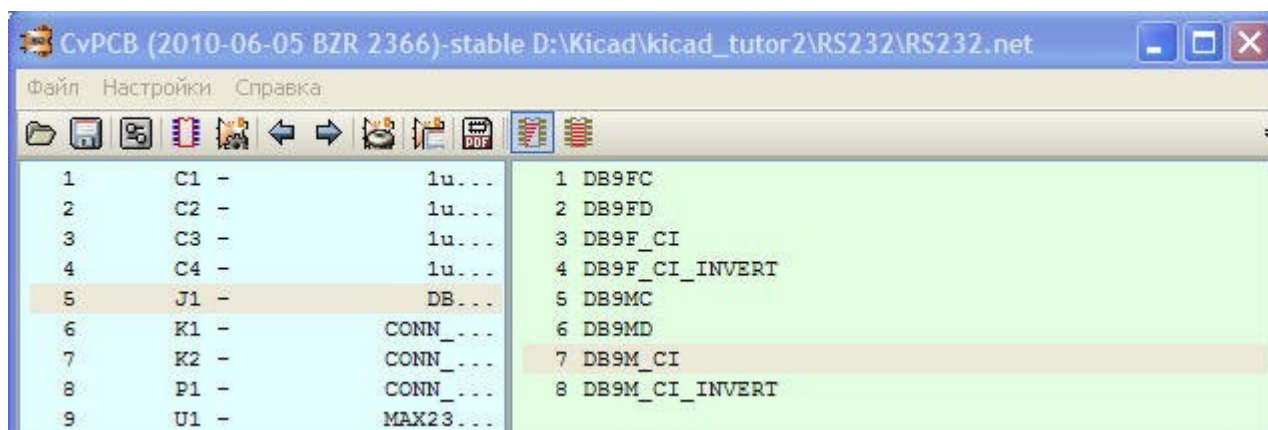 CvPCB (2010-06-05 BZR 2366)-stable D:\Kicad\kicad_tutor2\RS232\RS232.net
Файл Настройки Справка
PDF
1 C1 - 1u...
2 C2 - 1u...
3 C3 - 1u...
4 C4 - 1u...
5 J1 - DB...
6 K1 - CONN_...
7 K2 - CONN_...
8 P1 - CONN_...
9 U1 - MAX23...
1 DB9FC
2 DB9FD
3 DB9F_CI
4 DB9F_CI_INVERT
5 DB9MC
6 DB9MD
7 DB9M_CI
8 DB9M_CI_INVERT